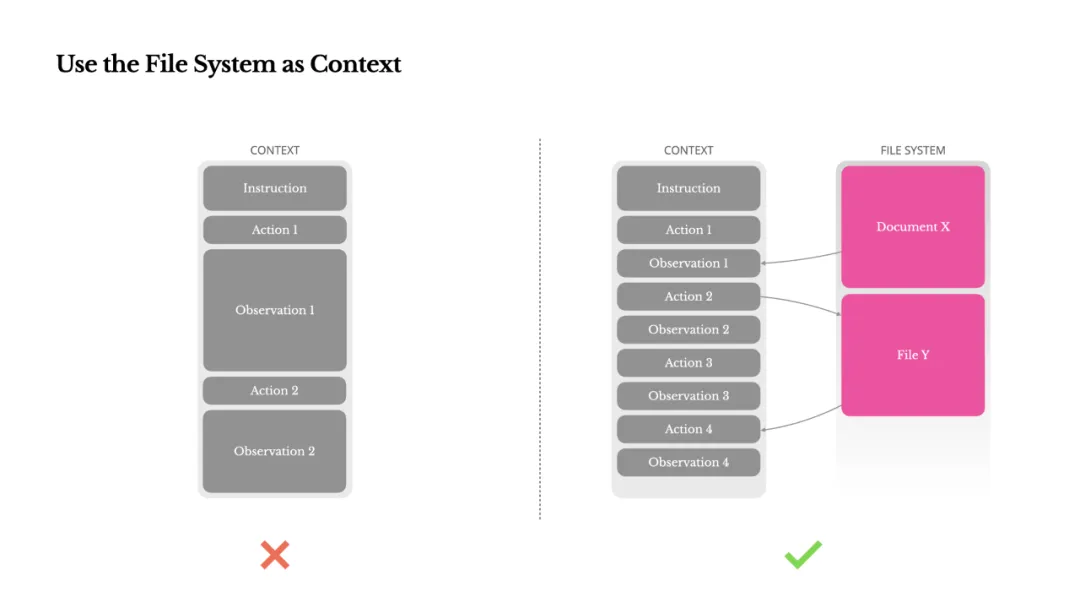 Use the File System as Context
CONTEXT
Instruction
Action 1
Observation 1
Action 2
Observation 2
CONTEXT
Instruction
Action 1
Observation 1
Action 2
Observation 2
Action 3
Observation 3
Action 4
Observation 4
FILE SYSTEM
Document X
File Y